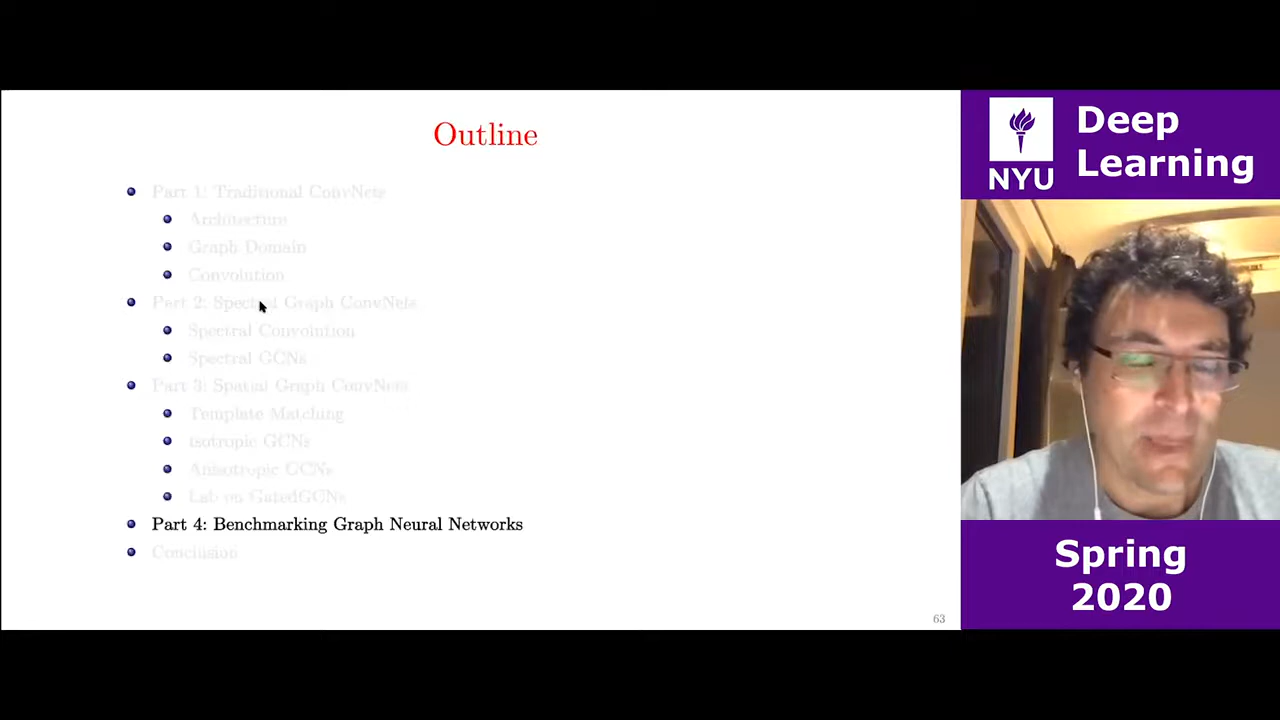 Outline
Part 1: Traditional ConvNets
Architecture
Graph Domain
Convolution
Part 2: Spectral Graph ConvNets
Spectral Convolution
Spectral GCNs
Part 3: Spatial Graph ConvNets
Template Matching
Isotropic GCNs
Anisotropic GCNs
Lab on GatedGCNs
Part 4: Benchmarking Graph Neural Networks
Conclusion
63
NYU
Deep
Learning
Spring
2020